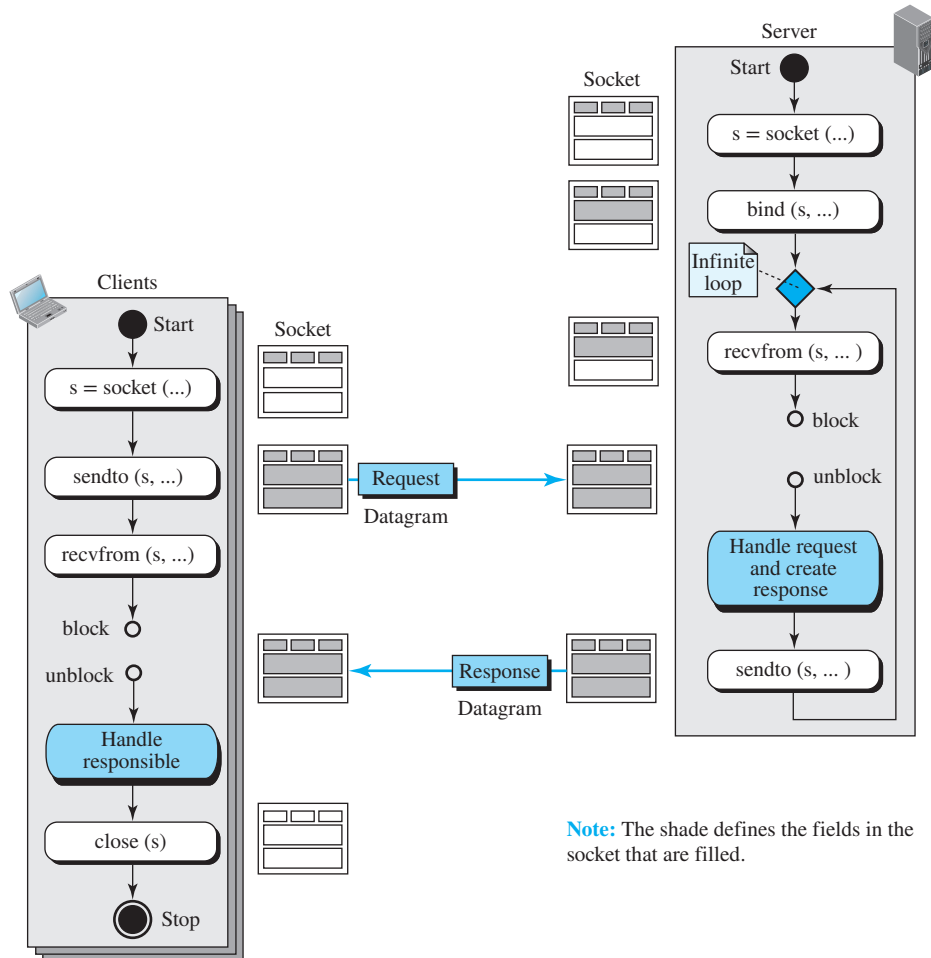 Server
Start
Socket
s = socket (...)
bind (s, ...)
Infinite
loop
recvfrom (s, ... )
block
unblock
Handle request
and create
response
sendto (s, ... )
Clients
Start
Socket
s = socket (...)
sendto (s, ...)
Request
Datagram
recvfrom (s, ...)
block
unblock
Response
Datagram
Handle
responsible
close (s)
Stop
Note: The shade defines the fields in the
socket that are filled.